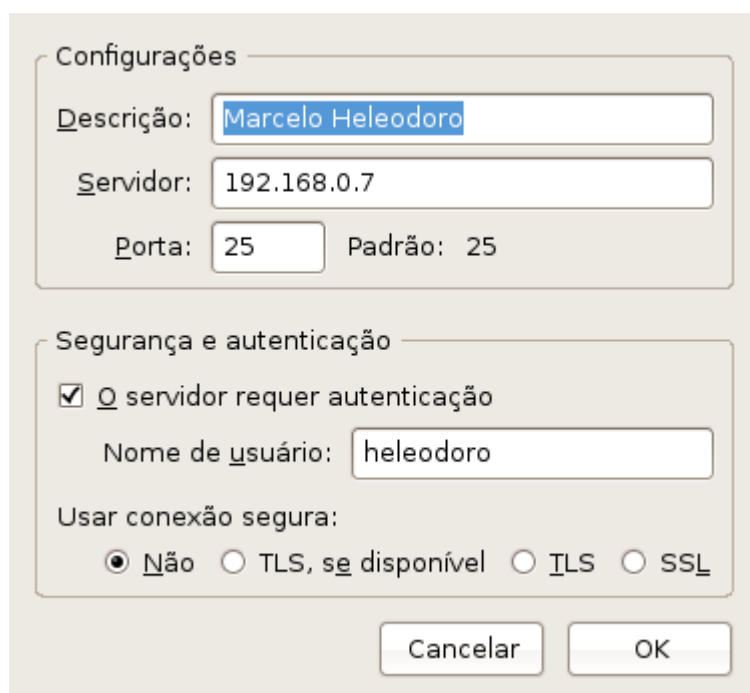 Configurações
Descrição: Marcelo Heleodoro
Servidor: 192.168.0.7
Porta: 25 Padrão: 25
Segurança e autenticação
O servidor requer autenticação
Nome de usuário: heleodoro
Usar conexão segura:
Não TLS, se disponível TLS SSL
Cancelar OK